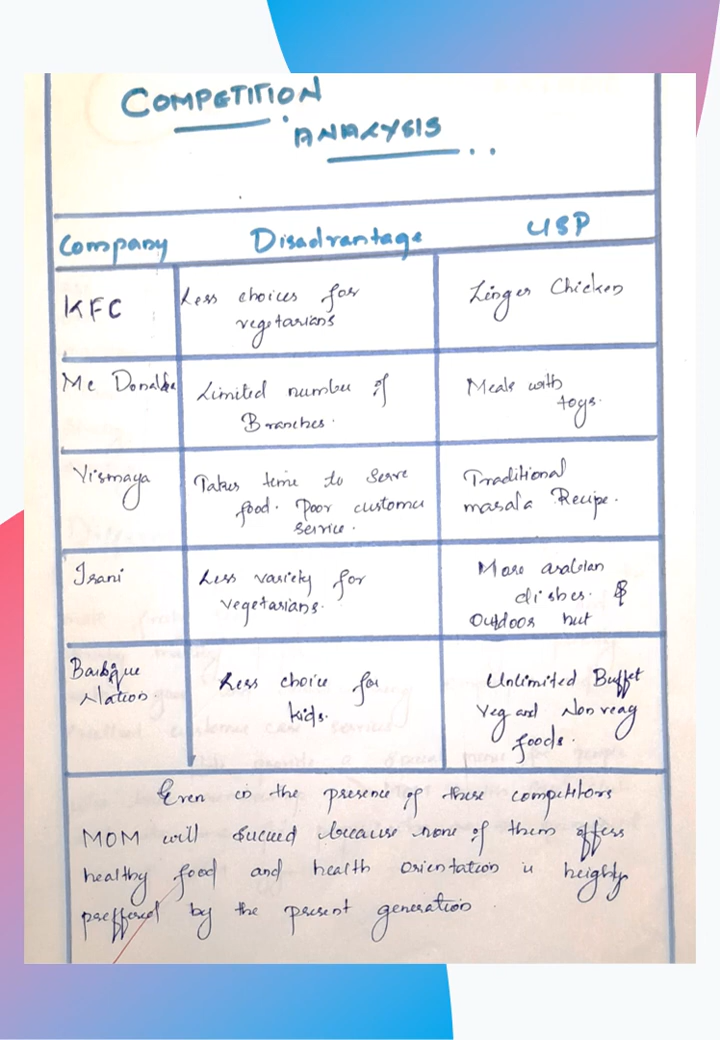 COMPETITION
ANALYSIS
Company Disadvantage USP
KFC Less choices for vegetarians Zinger Chicken
Mc Donalds Limited number of Branches. Meals with toys.
Vismaya Takes time to serve food. Poor customer service. Traditional masala Recipe.
Irani Less variety for vegetarians. More arabian dishes. & Outdoor hut
Barbque Nation Less choice for kids. Unlimited Buffet Veg and Non veg foods.
Even in the presence of these competitors
MOM will succeed because none of them offers
healthy food and health orientation is heighly
preffered by the present generation